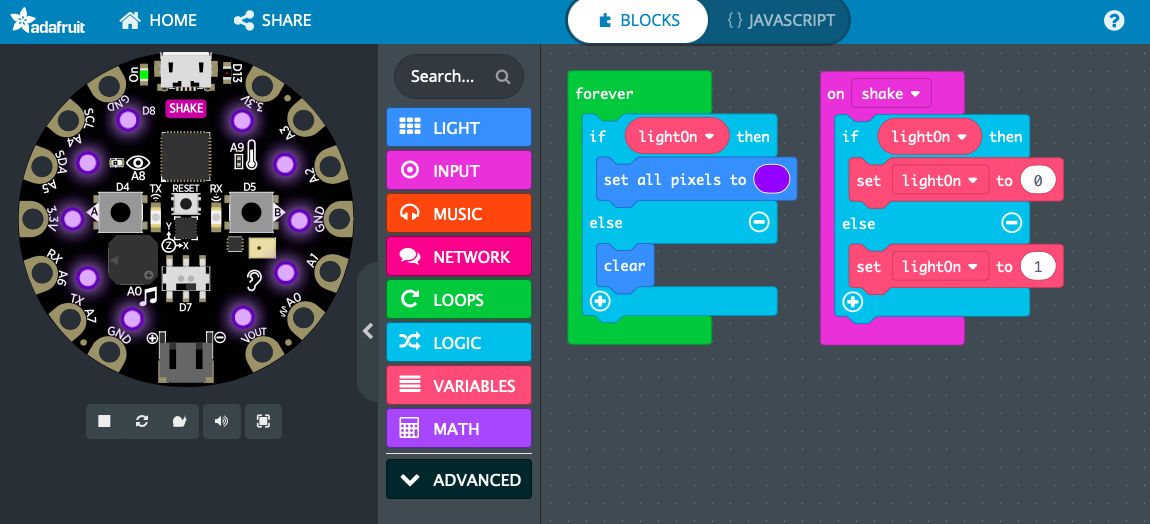 adafruit HOME SHARE BLOCKS { } JAVASCRIPT ?
On D13
GND D8 SHAKE 3.3V
SCL A4 A3
SDA A8 A9
A5 D4 TX RESET RX D5 A2
3.3V A B GND
Y
Z X
RX A6 A0 A1
TX A7 D7 A0
GND VOUT
Search...
LIGHT
INPUT
MUSIC
NETWORK
LOOPS
LOGIC
VARIABLES
MATH
ADVANCED
forever
if lightOn then
set all pixels to
else
clear
on shake
if lightOn then
set lightOn to 0
else
set lightOn to 1